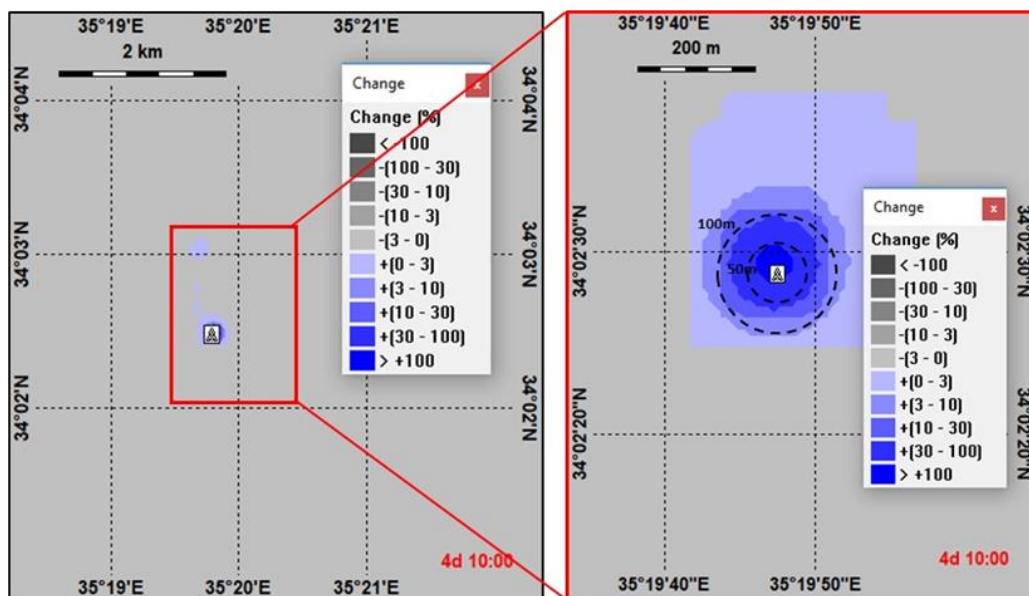 35°19'E 35°20'E 35°21'E
2 km
34°04'N
34°04'N
34°03'N
34°03'N
34°02'N
34°02'N
Change x
Change (%)
< -100
-(100 - 30)
-(30 - 10)
-(10 - 3)
-(3 - 0)
+(0 - 3)
+(3 - 10)
+(10 - 30)
+(30 - 100)
> +100
4d 10:00
35°19'E 35°20'E 35°21'E
35°19'40"E 35°19'50"E
200 m
34°02'30"N
34°02'30"N
34°02'20"N
34°02'20"N
100m
50m
Change x
Change (%)
< -100
-(100 - 30)
-(30 - 10)
-(10 - 3)
-(3 - 0)
+(0 - 3)
+(3 - 10)
+(10 - 30)
+(30 - 100)
> +100
4d 10:00
35°19'40"E 35°19'50"E